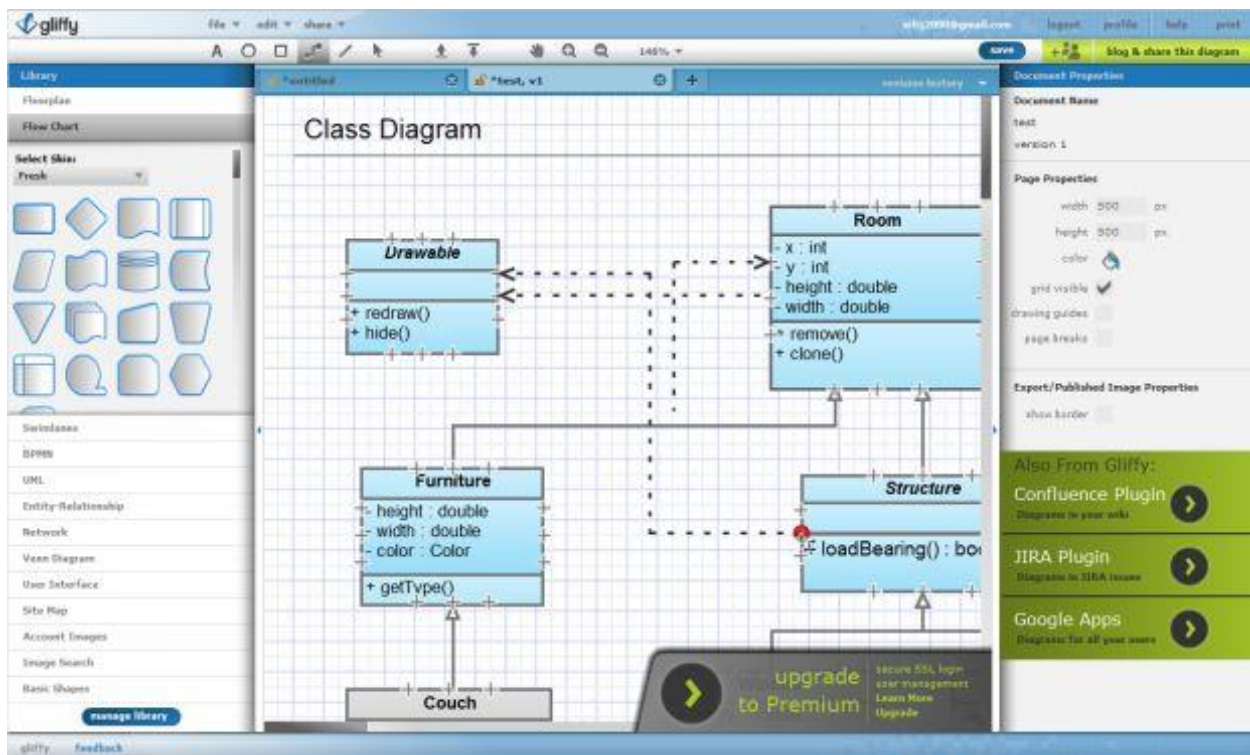 gliffy
file edit share
logout profile help print
A
146%
save
blog & share this diagram
Library
*untitled
*test, v1
+
revision history
Document Properties
Floorplan
Flow Chart
Select Skin:
Fresh
Swimlanes
BPMN
UML
Entity-Relationship
Network
Venn Diagram
User Interface
Site Map
Account Images
Image Search
Basic Shapes
manage library
Class Diagram
Drawable
+ redraw()
+ hide()
Room
- x : int
- y : int
- height : double
- width : double
+ remove()
+ clone()
Furniture
- height : double
- width : double
- color : Color
+ getType()
Structure
+ loadBearing() : boo
Couch
upgrade
to Premium
secure SSL login
user management
Learn More
Upgrade
Document Name
test
version 1
Page Properties
width 500 px
height 500 px
color
grid visible
drawing guides
page breaks
Export/Published Image Properties
show border
Also From Gliffy:
Confluence Plugin
Diagrams in your wiki
JIRA Plugin
Diagrams in JIRA issues
Google Apps
Diagrams for all your users
gliffy feedback